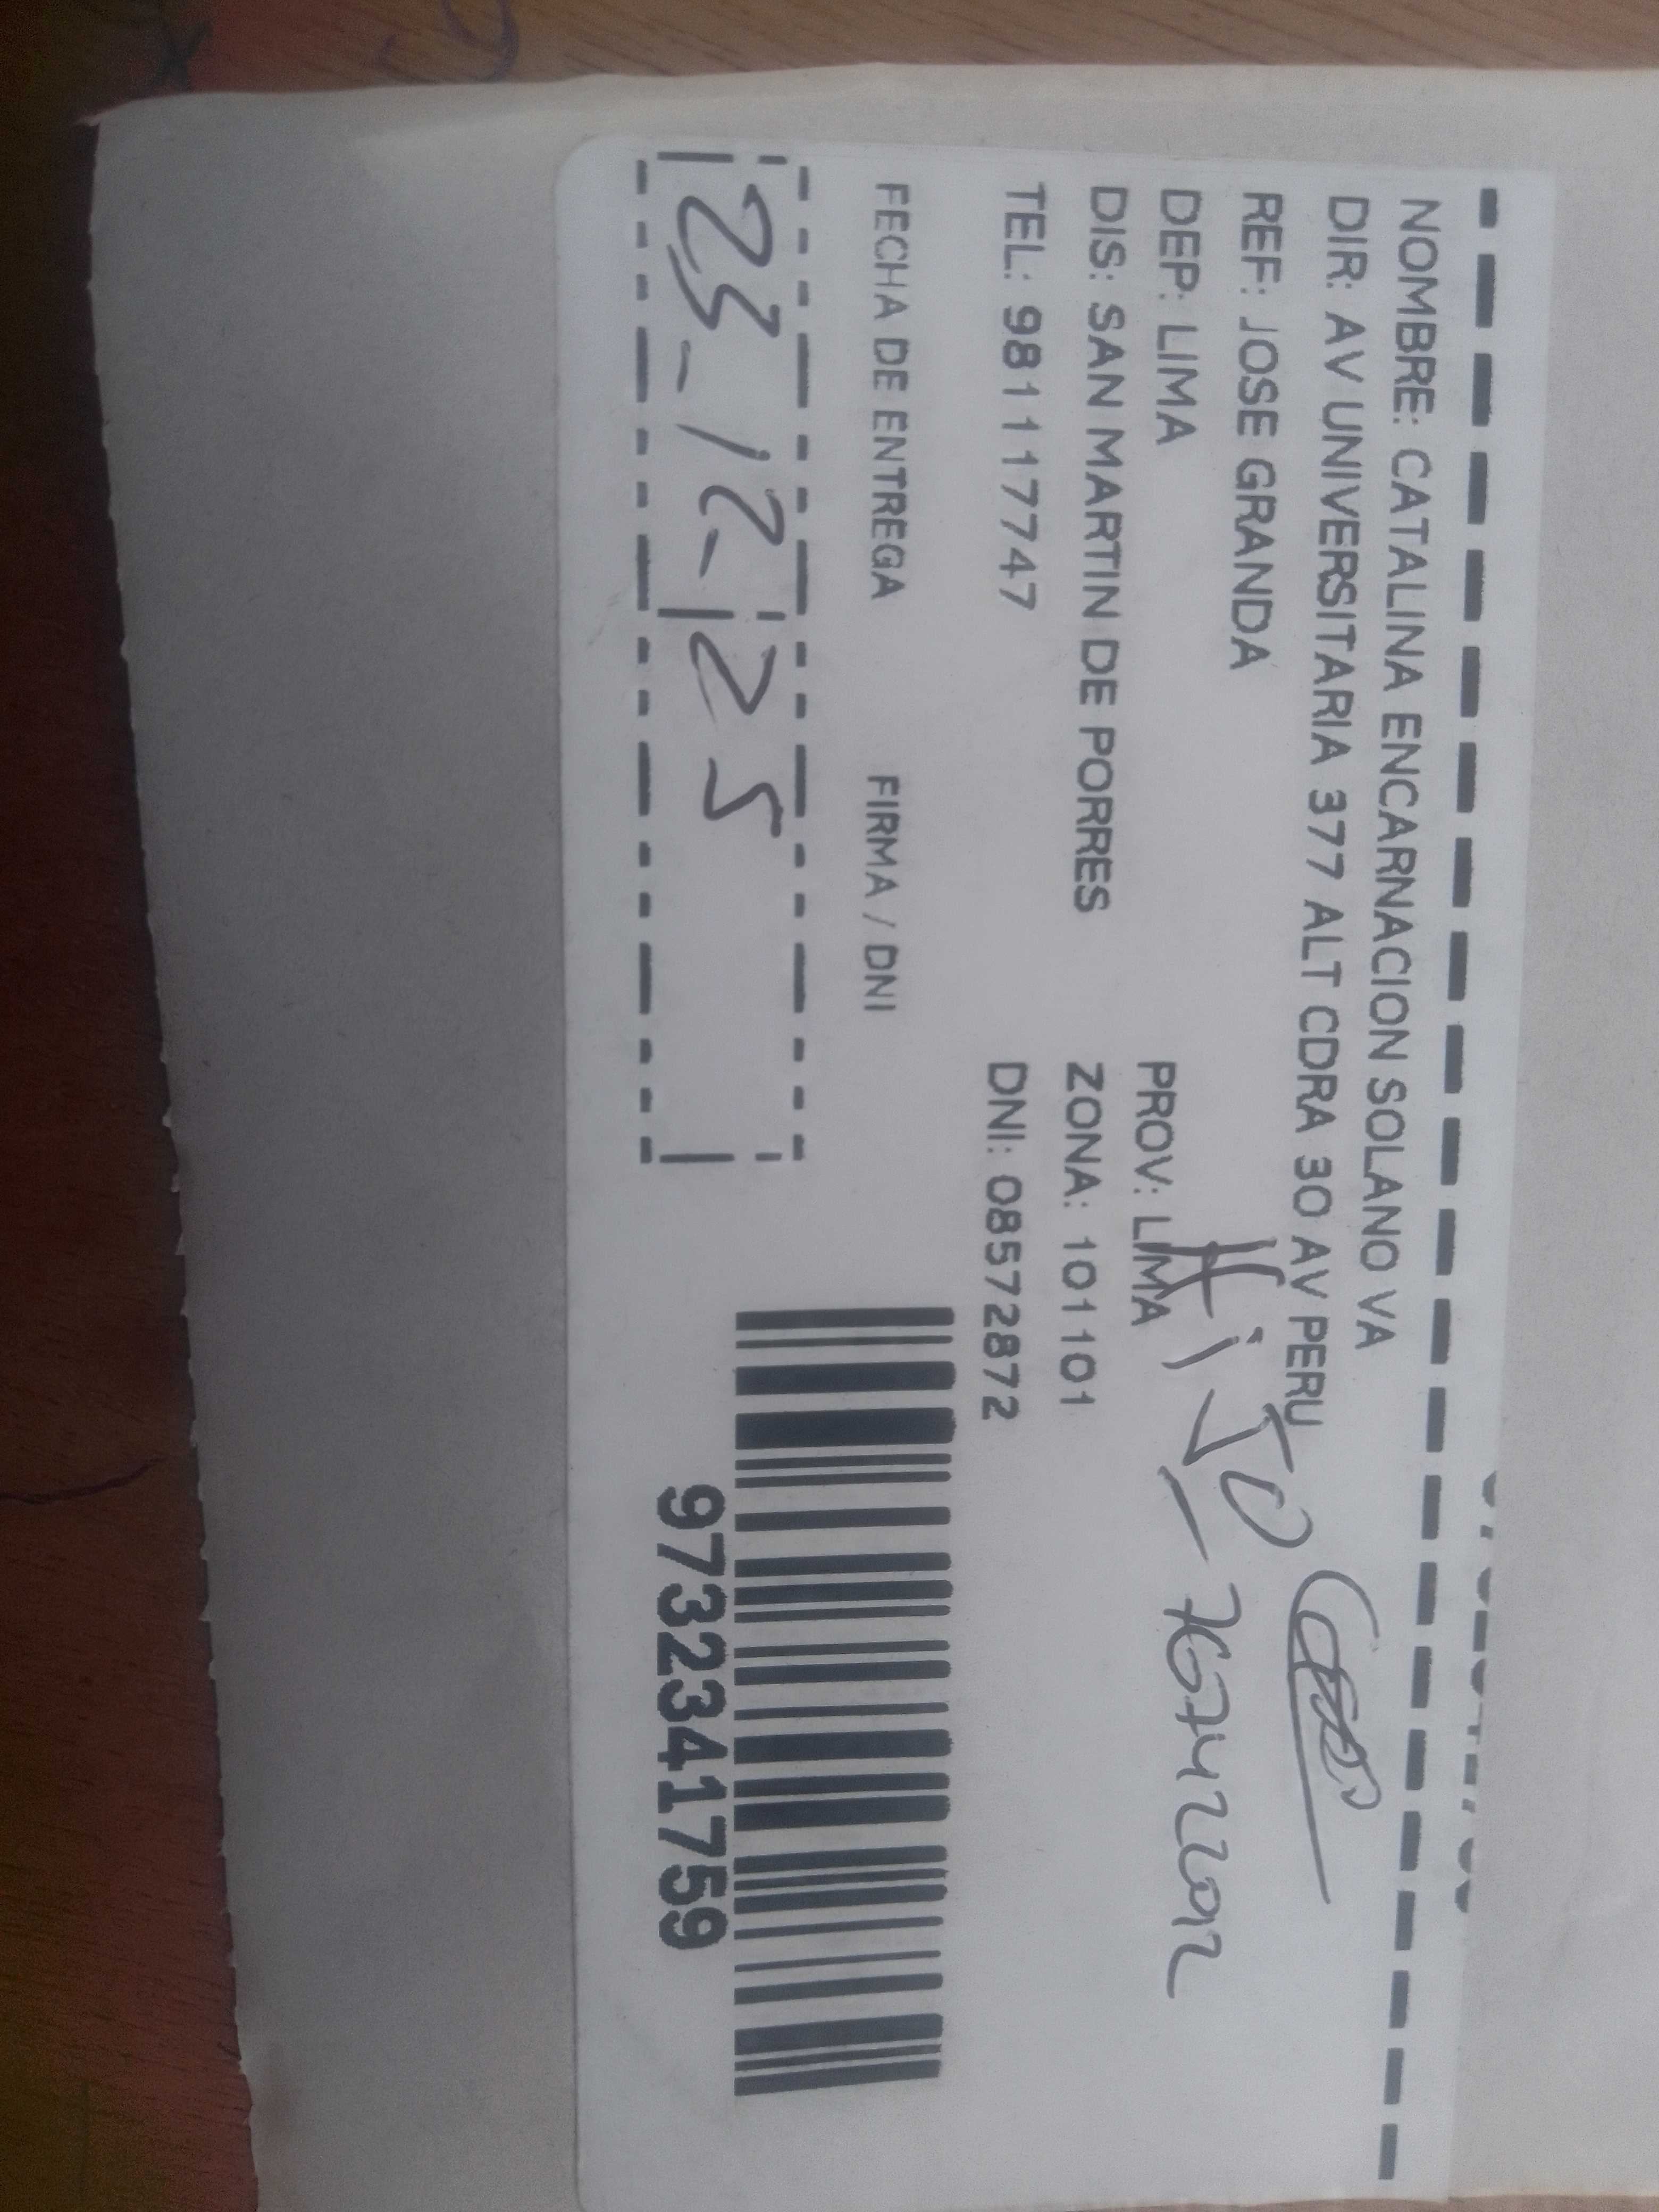 NOMBRE: CATALINA ENCARNACION SOLANO VA
DIR: AV UNIVERSITARIA 377 ALT CDRA 30 AV PERU
REF: JOSE GRANDA
DEP: LIMA PROV: LIMA
HIJO
DIS: SAN MARTIN DE PORRES ZONA: 101101
TEL: 981117747 DNI: 08572872
FECHA DE ENTREGA FIRMA / DNI
23-12-25
9732341759